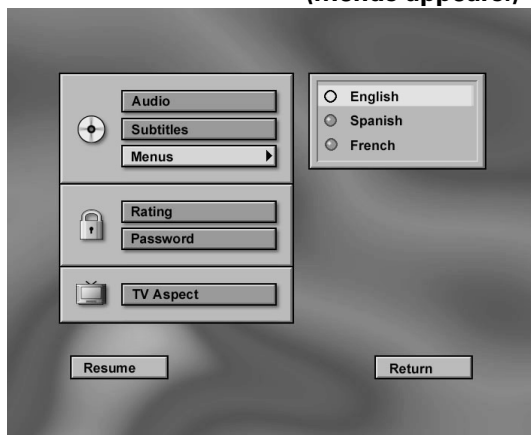 (Menus appears.)
Audio
Subtitles
Menus
English
Spanish
French
Rating
Password
TV Aspect
Resume
Return